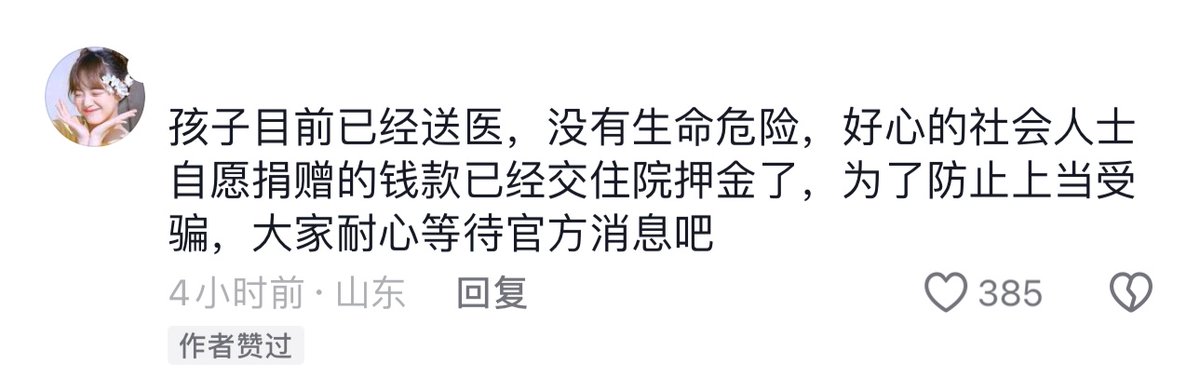 孩子目前已经送医，没有生命危险，好心的社会人士
自愿捐赠的钱款已经交住院押金了，为了防止上当受
骗，大家耐心等待官方消息吧
4小时前·山东 回复 385
作者赞过